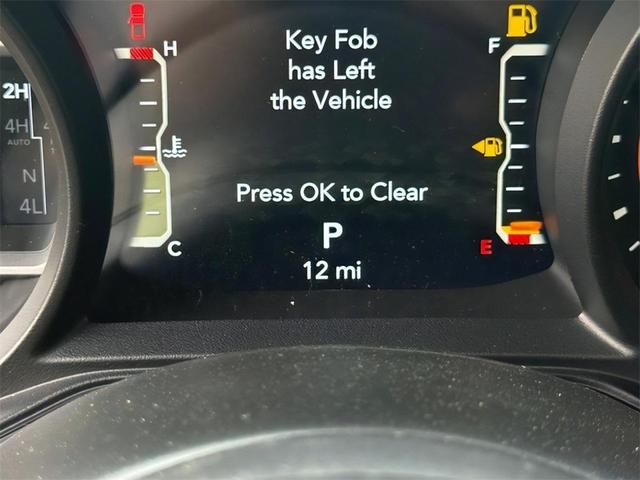 H
F
Key Fob
has Left
the Vehicle
2H
4H
AUTO
N
4L
Press OK to Clear
C
P
E
12 mi